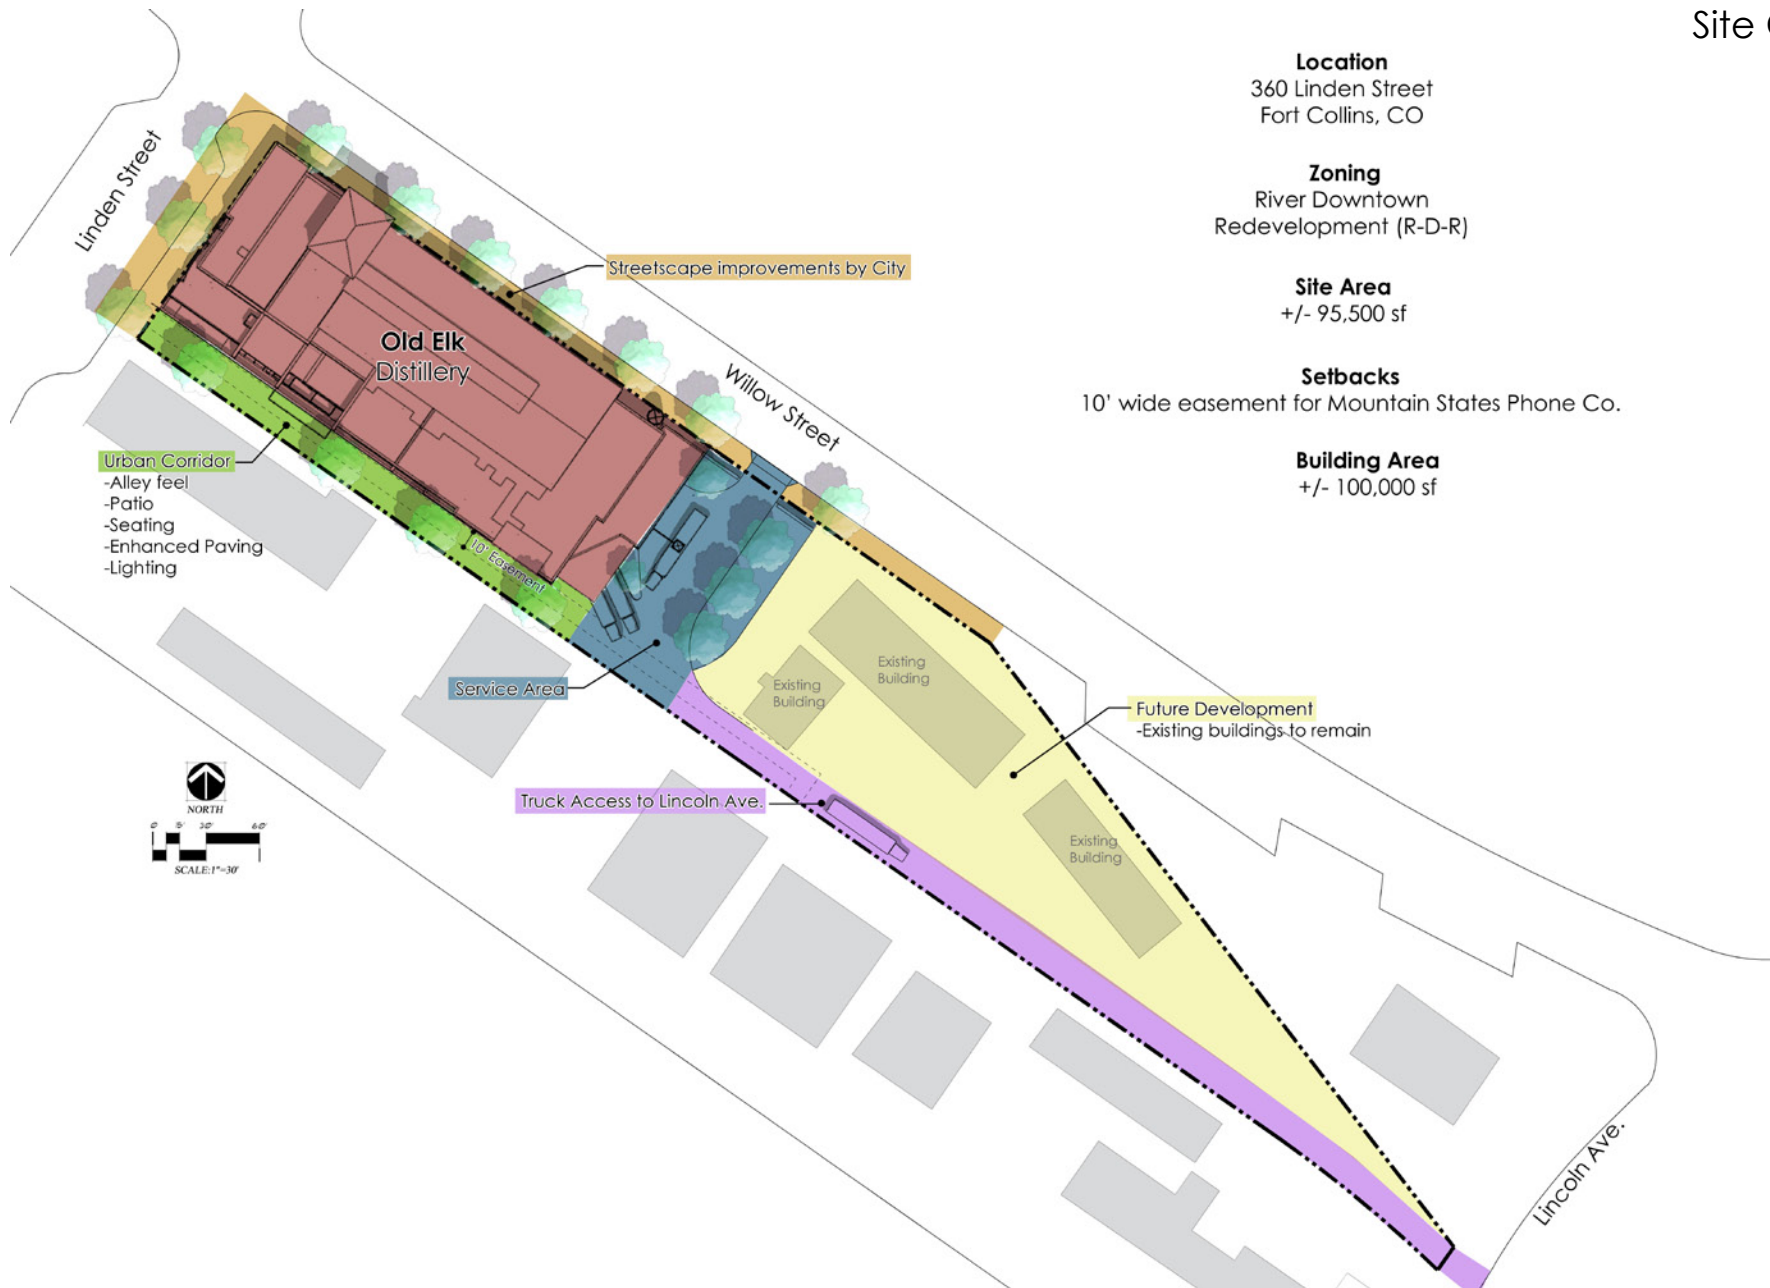 Site
Location
360 Linden Street
Fort Collins, CO
Zoning
River Downtown
Redevelopment (R-D-R)
Site Area
+/- 95,500 sf
Setbacks
10' wide easement for Mountain States Phone Co.
Building Area
+/- 100,000 sf
Linden Street
Streetscape improvements by City
Old Elk
Distillery
Willow Street
Urban Corridor
-Alley feel
-Patio
-Seating
-Enhanced Paving
-Lighting
10' Easement
Service Area
Existing
Building
Existing
Building
Future Development
-Existing buildings to remain
Truck Access to Lincoln Ave.
Existing
Building
NORTH
0' 15' 30' 60'
SCALE:1"=30'
Lincoln Ave.